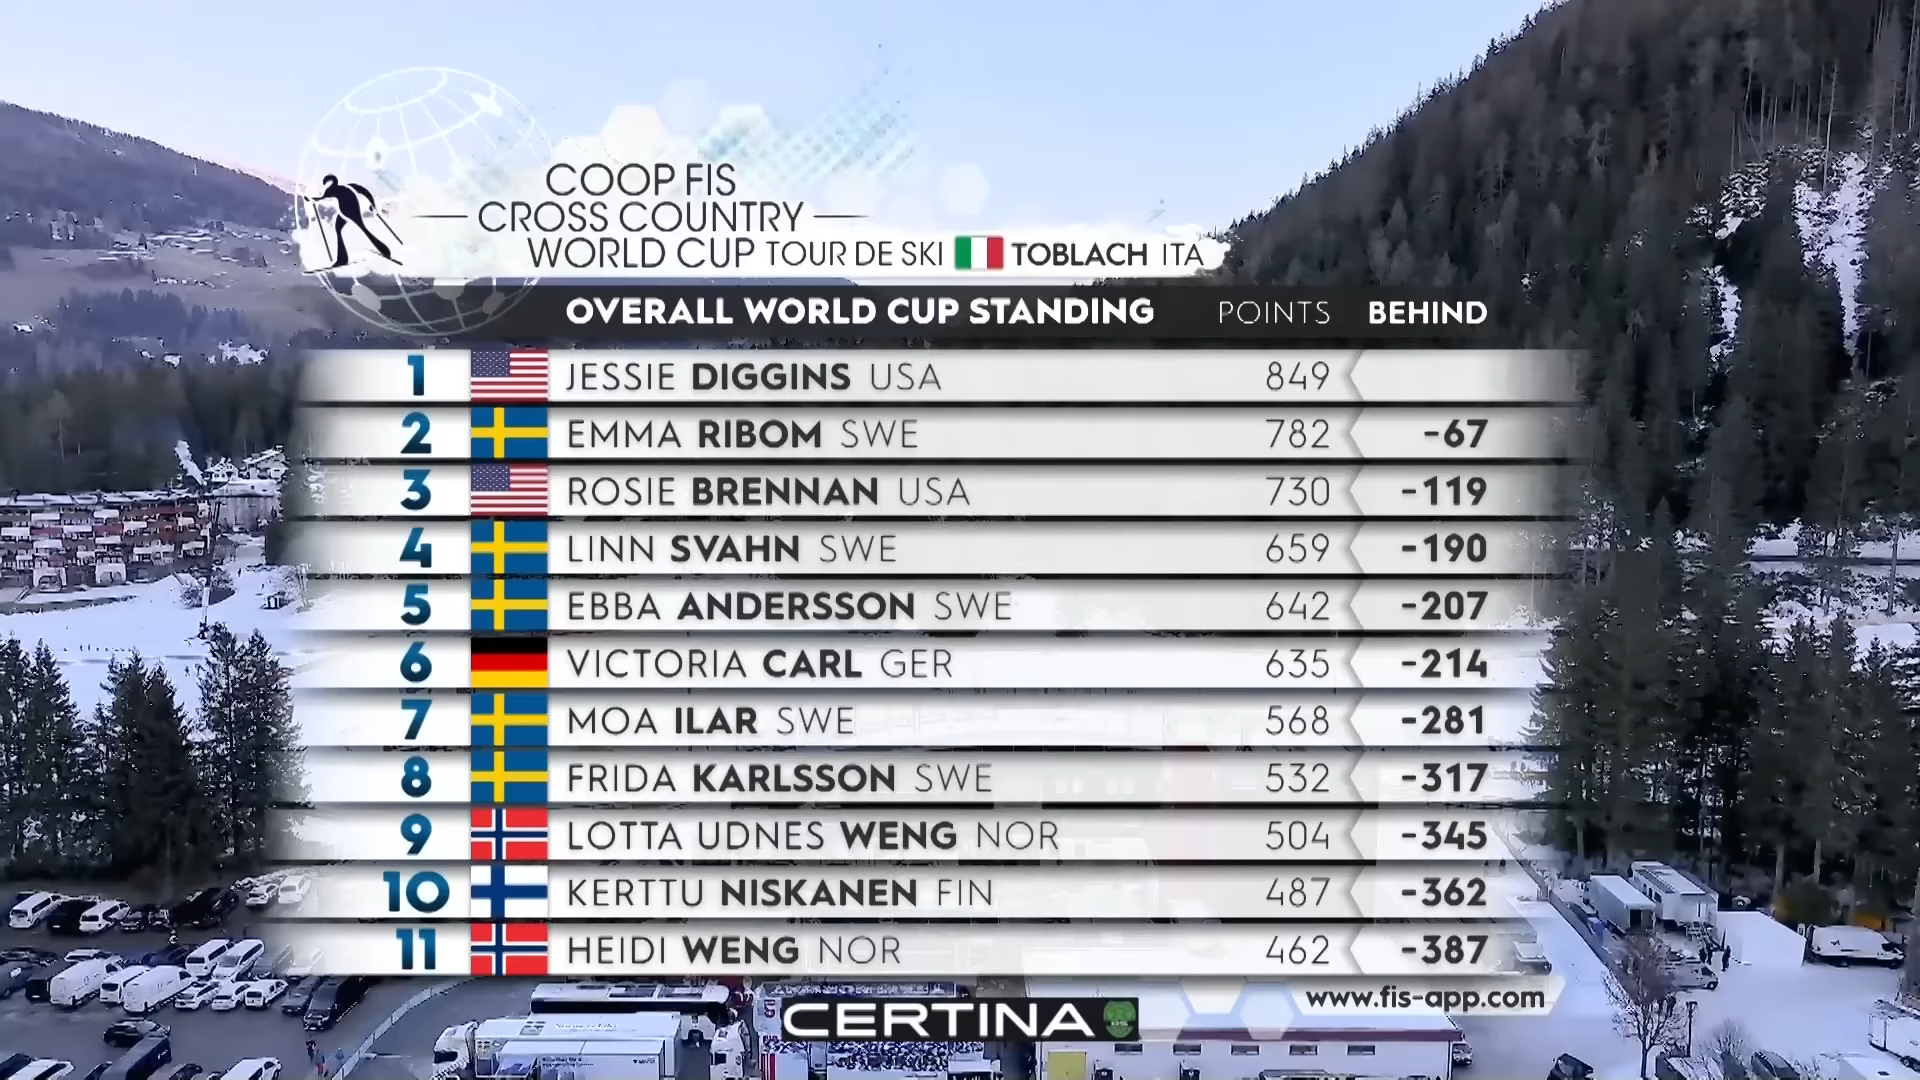 COOP FIS
CROSS COUNTRY
WORLD CUP TOUR DE SKI TOBLACH ITA
OVERALL WORLD CUP STANDING POINTS BEHIND
1 JESSIE DIGGINS USA 849
2 EMMA RIBOM SWE 782 -67
3 ROSIE BRENNAN USA 730 -119
4 LINN SVAHN SWE 659 -190
5 EBBA ANDERSSON SWE 642 -207
6 VICTORIA CARL GER 635 -214
7 MOA ILAR SWE 568 -281
8 FRIDA KARLSSON SWE 532 -317
9 LOTTA UDNES WENG NOR 504 -345
10 KERTTU NISKANEN FIN 487 -362
11 HEIDI WENG NOR 462 -387
www.fis-app.com
CERTINA